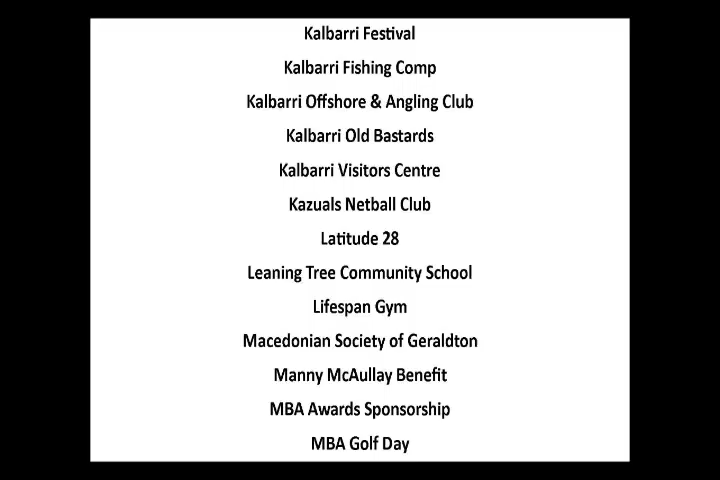 Kalbarri Festival
Kalbarri Fishing Comp
Kalbarri Offshore & Angling Club
Kalbarri Old Bastards
Kalbarri Visitors Centre
Kazuals Netball Club
Latitude 28
Leaning Tree Community School
Lifespan Gym
Macedonian Society of Geraldton
Manny McAullay Benefit
MBA Awards Sponsorship
MBA Golf Day